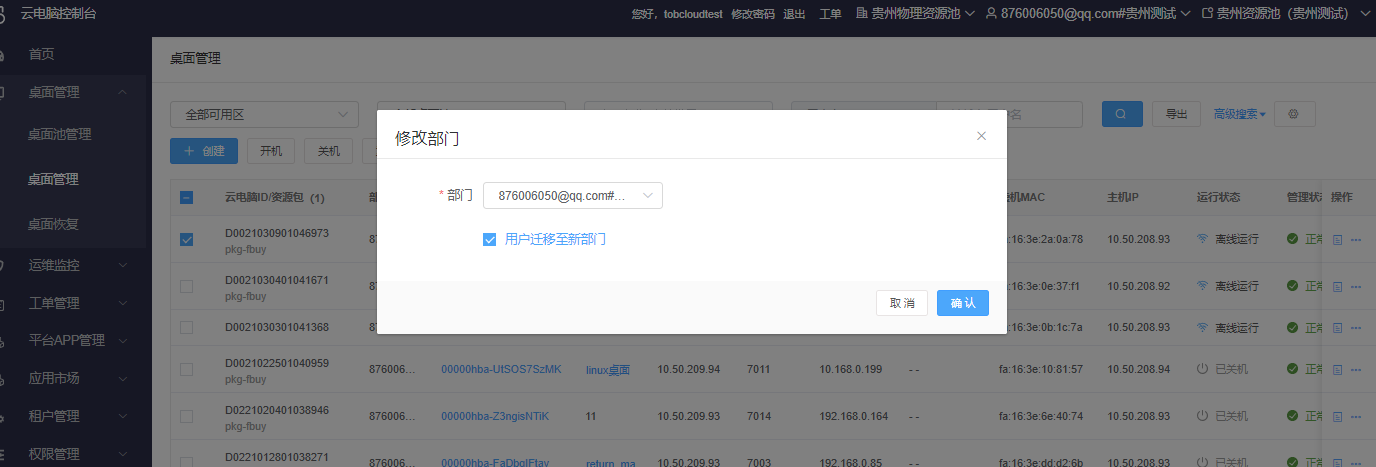 云电脑控制台
您好，tobcloudtest 修改密码 退出 工单 贵州物理资源池 876006050@qq.com#贵州测试 贵州资源池（贵州测试）
首页
桌面管理
桌面池管理
桌面管理
桌面恢复
运维监控
工单管理
平台APP管理
应用市场
租户管理
权限管理
桌面管理
全部可用区
导出 高级搜索
创建 开机 关机
修改部门
* 部门 876006050@qq.com#...
用户迁移至新部门
取消 确认
云电脑ID/资源包（1） MAC 主机IP 运行状态 管理状 操作
D0021030901046973 fa:16:3e:2a:0a:78 10.50.208.93 离线运行 正常
pkg-fbuy
D0021030401041671 fa:16:3e:0e:37:f1 10.50.208.92 离线运行 正常
pkg-fbuy
D0021030301041368 fa:16:3e:0b:1c:7a 10.50.208.93 离线运行 正常
D0021022501040959 876006... 00000hba-UtSOS7SzMK linux桌面 10.50.209.94 7011 10.168.0.199 - - fa:16:3e:10:81:57 10.50.208.94 已关机 正常
pkg-fbuy
D0221020401038946 876006... 00000hba-Z3ngisNTiK 11 10.50.209.93 7014 192.168.0.164 - - fa:16:3e:6e:40:74 10.50.208.93 已关机 正常
pkg-fbuy
D0221012801038271 876006... 10.50.209.93 7003 192.168.0.85 - - fa:16:3e:dd:d2:6b 10.50.208.93 已关机 正常